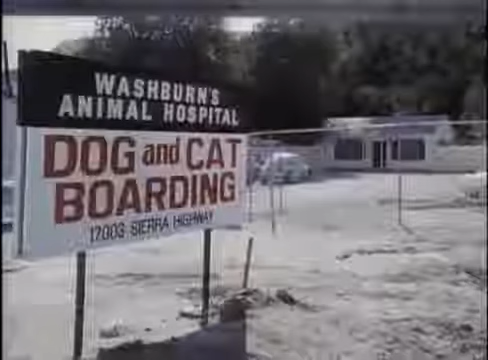 WASHBURN'S
ANIMAL HOSPITAL
DOG and CAT
BOARDING
12003 SIERRA HIGHWAY